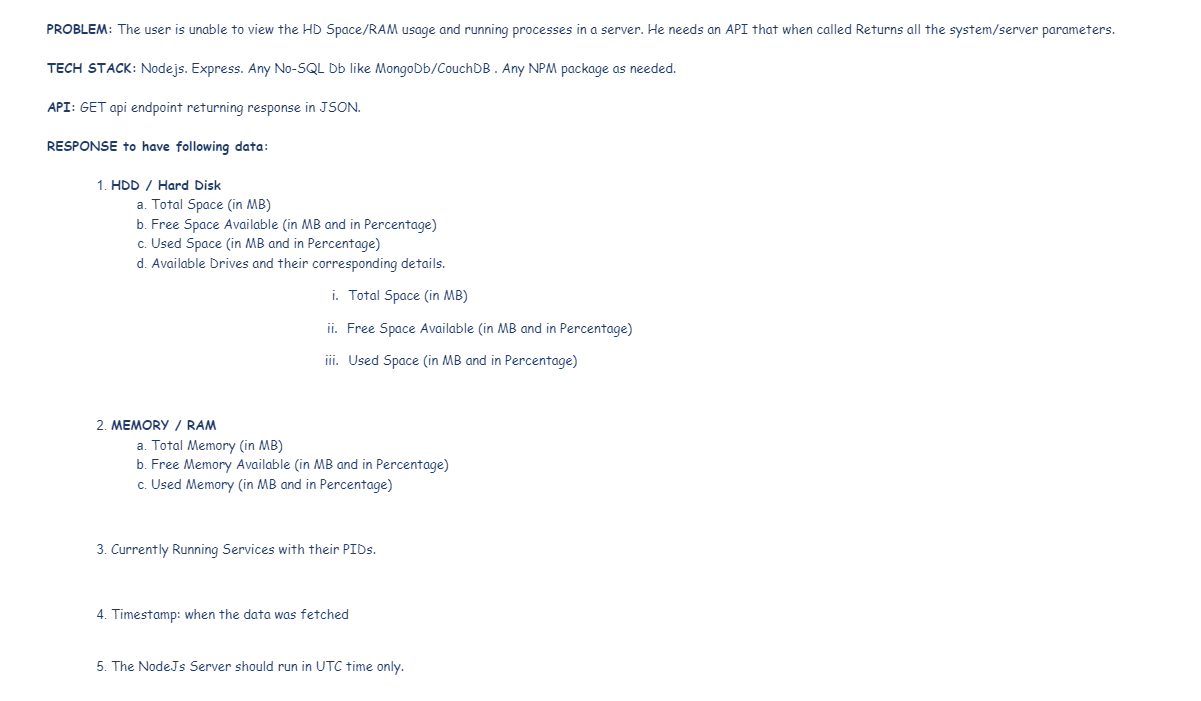 PROBLEM: The user is unable to view the HD Space/RAM usage and running processes in a server. He needs an API that when called Returns all the system/server parameters.
TECH STACK: Nodejs. Express. Any No-SQL Db like MongoDb/CouchDB . Any NPM package as needed.
API: GET api endpoint returning response in JSON.
RESPONSE to have following data:
1. HDD / Hard Disk
a. Total Space (in MB)
b. Free Space Available (in MB and in Percentage)
c. Used Space (in MB and in Percentage)
d. Available Drives and their corresponding details.
i. Total Space (in MB)
ii. Free Space Available (in MB and in Percentage)
iii. Used Space (in MB and in Percentage)
2. MEMORY / RAM
a. Total Memory (in MB)
b. Free Memory Available (in MB and in Percentage)
c. Used Memory (in MB and in Percentage)
3. Currently Running Services with their PIDs.
4. Timestamp: when the data was fetched
5. The NodeJs Server should run in UTC time only.